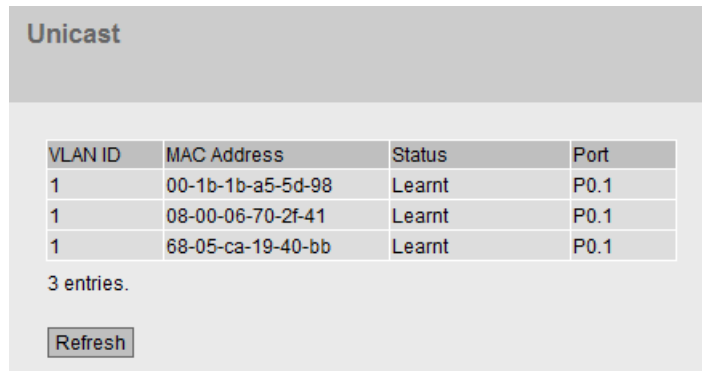 Unicast
VLAN ID MAC Address Status Port
1 00-1b-1b-a5-5d-98 Learnt P0.1
1 08-00-06-70-2f-41 Learnt P0.1
1 68-05-ca-19-40-bb Learnt P0.1
3 entries.
Refresh